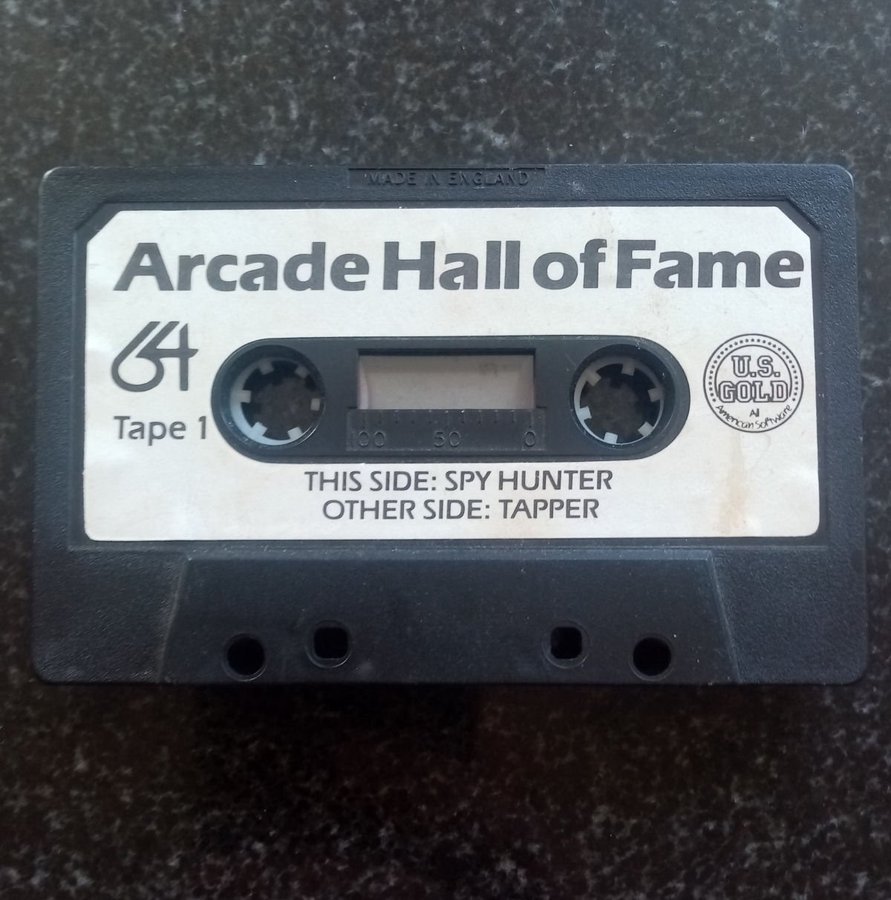 MADE IN ENGLAND
Arcade Hall of Fame
64
Tape 1
100 50 0
U.S.
GOLD
All
American Software
THIS SIDE: SPY HUNTER
OTHER SIDE: TAPPER